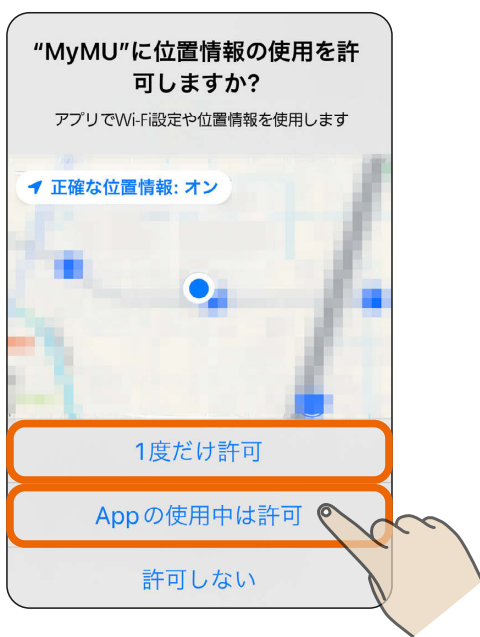 “MyMU”に位置情報の使用を許
可しますか?
アプリでWi-Fi設定や位置情報を使用します
正確な位置情報: オン
1度だけ許可
Appの使用中は許可
許可しない